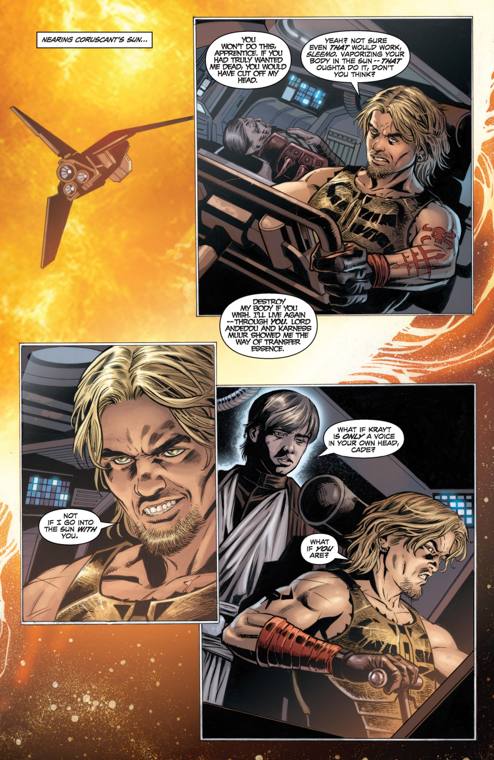 NEARING CORUSCANT'S SUN...
YOU
WON'T DO THIS,
APPRENTICE. IF YOU
HAD TRULY WANTED
ME DEAD, YOU WOULD
HAVE CUT OFF MY
HEAD.
YEAH? NOT SURE
EVEN THAT WOULD WORK,
SLEEMO. VAPORIZING YOUR
BODY IN THE SUN -- THAT
OUGHTA DO IT, DON'T
YOU THINK?
DESTROY
MY BODY IF YOU
WISH. I'LL LIVE AGAIN
-- THROUGH YOU. LORD
ANDEDDU AND KARNESS
MUUR SHOWED ME THE
WAY OF TRANSFER
ESSENCE.
NOT
IF I GO INTO
THE SUN WITH
YOU.
WHAT IF KRAYT
IS ONLY A VOICE
IN YOUR OWN HEAD,
CADE?
WHAT
IF YOU
ARE?